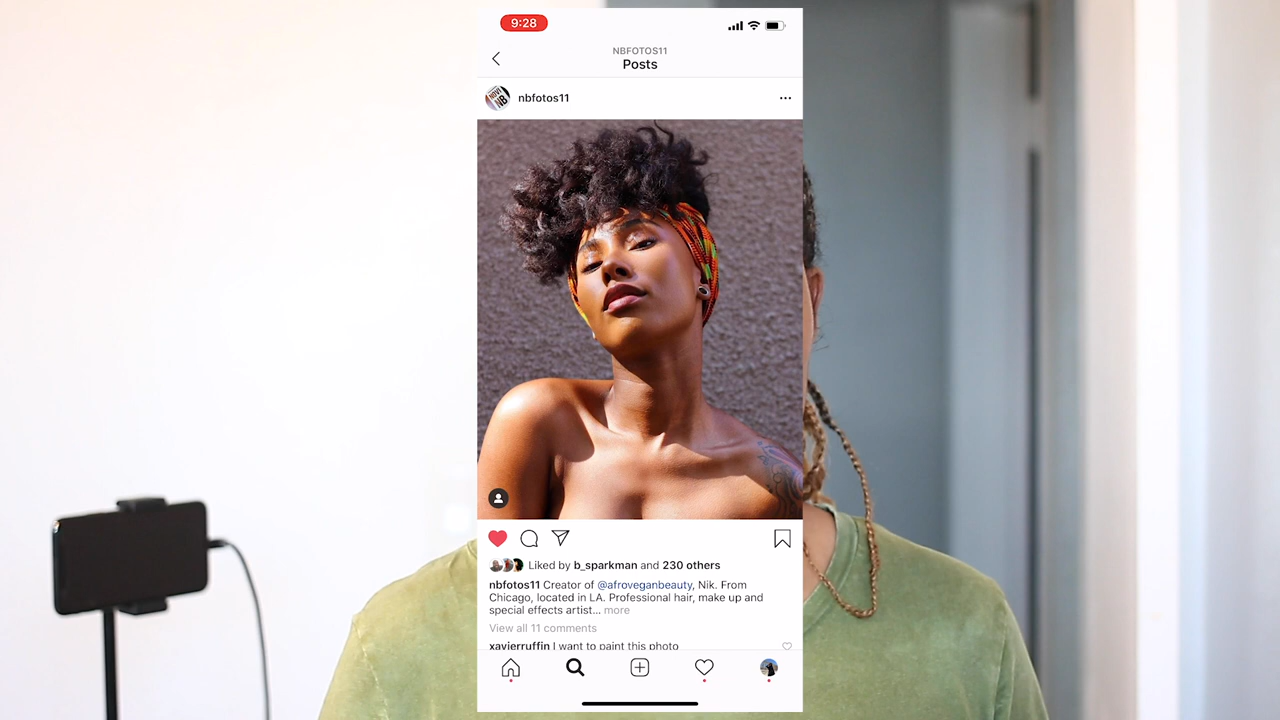 9:28
NBFOTOS11
Posts
nbfotos11
Liked by b_sparkman and 230 others
nbfotos11 Creator of @afroveganbeauty, Nik. From
Chicago, located in LA. Professional hair, make up and
special effects artist... more
View all 11 comments
xavierruffin I want to paint this photo